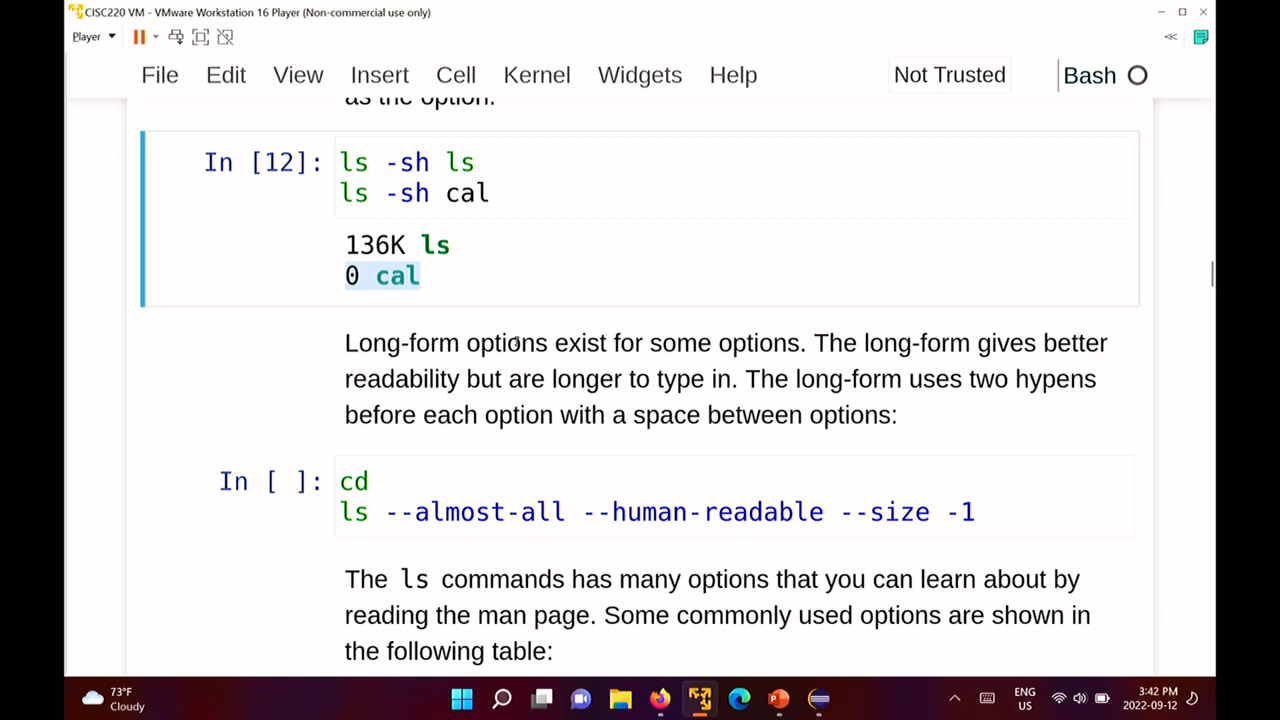 CISC220 VM - VMware Workstation 16 Player (Non-commercial use only)
Player
File Edit View Insert Cell Kernel Widgets Help Not Trusted Bash
as the option.
In [12]: ls -sh ls
ls -sh cal
136K ls
0 cal
Long-form options exist for some options. The long-form gives better
readability but are longer to type in. The long-form uses two hypens
before each option with a space between options:
In [ ]: cd
ls --almost-all --human-readable --size -1
The ls commands has many options that you can learn about by
reading the man page. Some commonly used options are shown in
the following table:
73°F
Cloudy
ENG
US
3:42 PM
2022-09-12